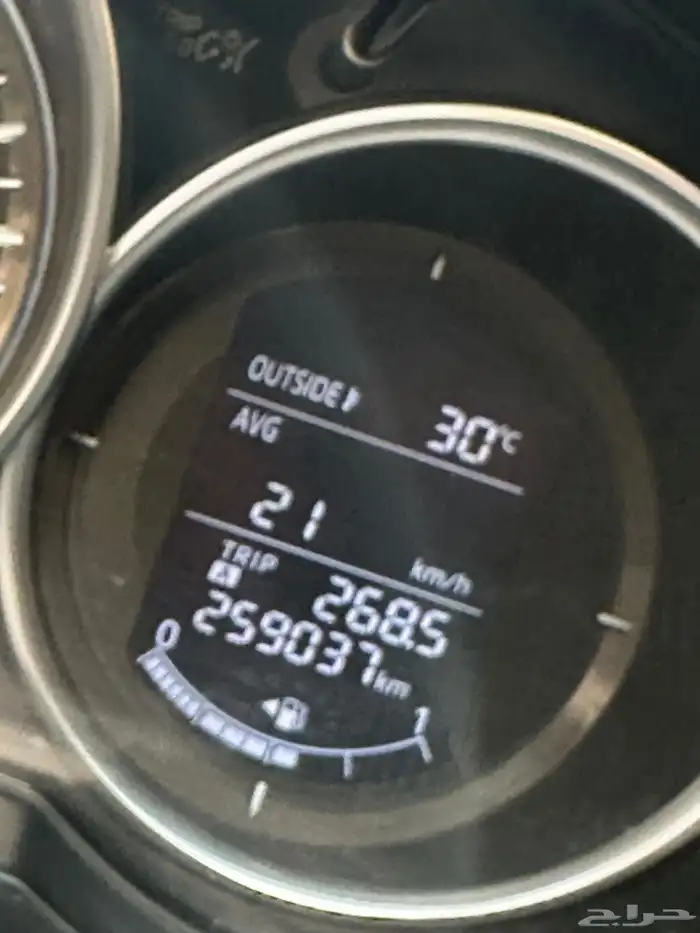 OUTSIDE 30°C
AVG
21 km/h
TRIP
A 268.5
259037 km
0 1
حراج